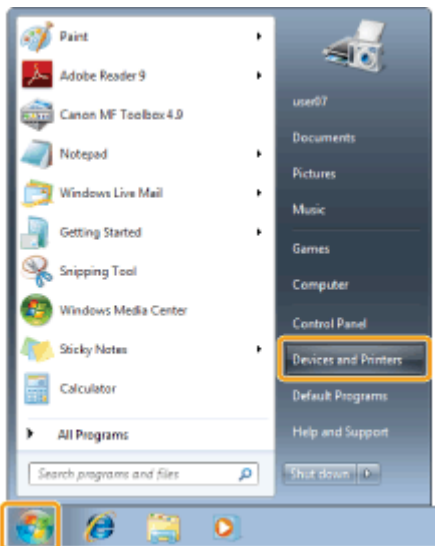 Paint
Adobe Reader 9
Canon MF Toolbox 4.9
Notepad
Windows Live Mail
Getting Started
Snipping Tool
Windows Media Center
Sticky Notes
Calculator
All Programs
Search programs and files
user07
Documents
Pictures
Music
Games
Computer
Control Panel
Devices and Printers
Default Programs
Help and Support
Shut down